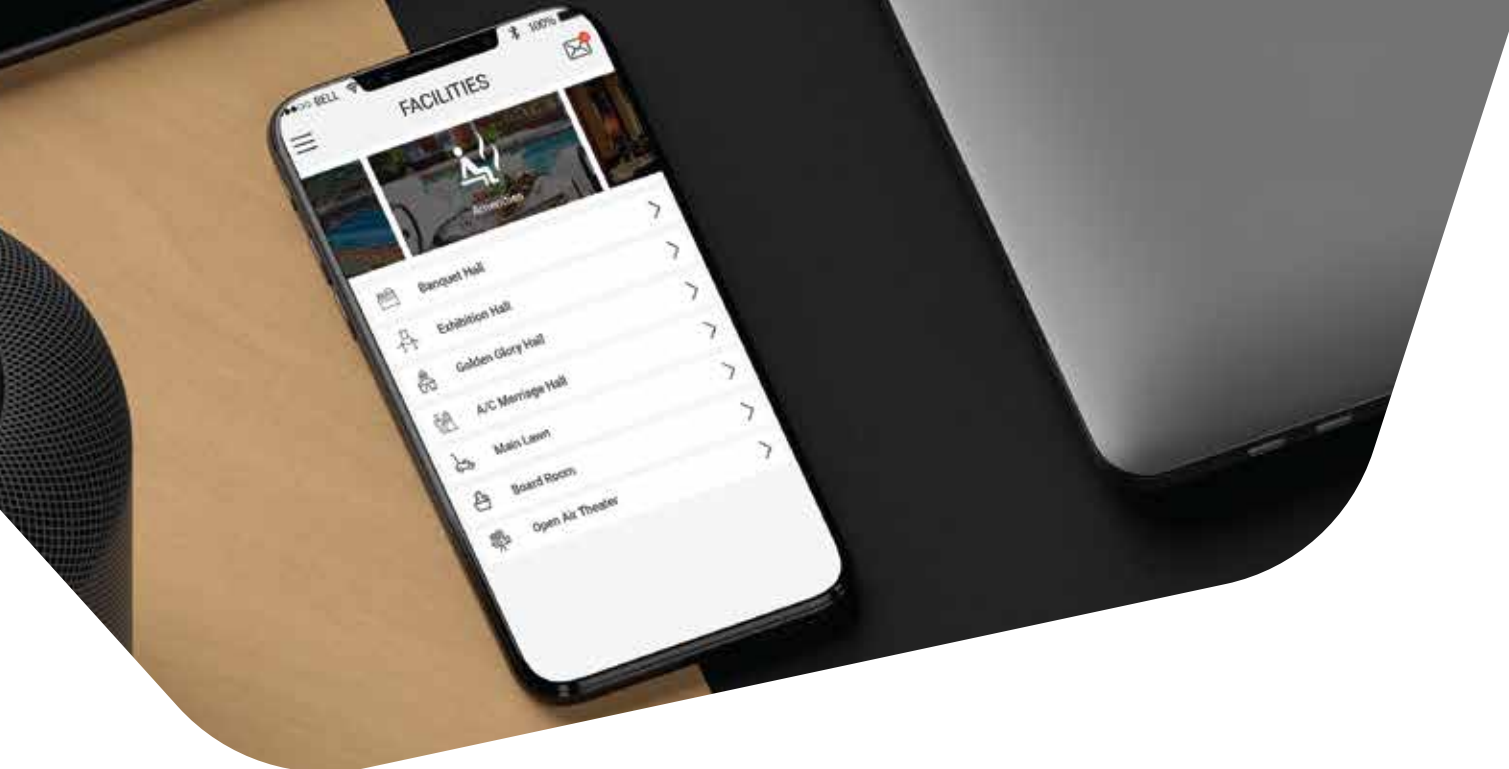 BELL 100%
FACILITIES
Amenities
Banquet Hall
Exhibition Hall
Golden Glory Hall
A/C Merriage Hall
Main Lawn
Board Room
Open Air Theater